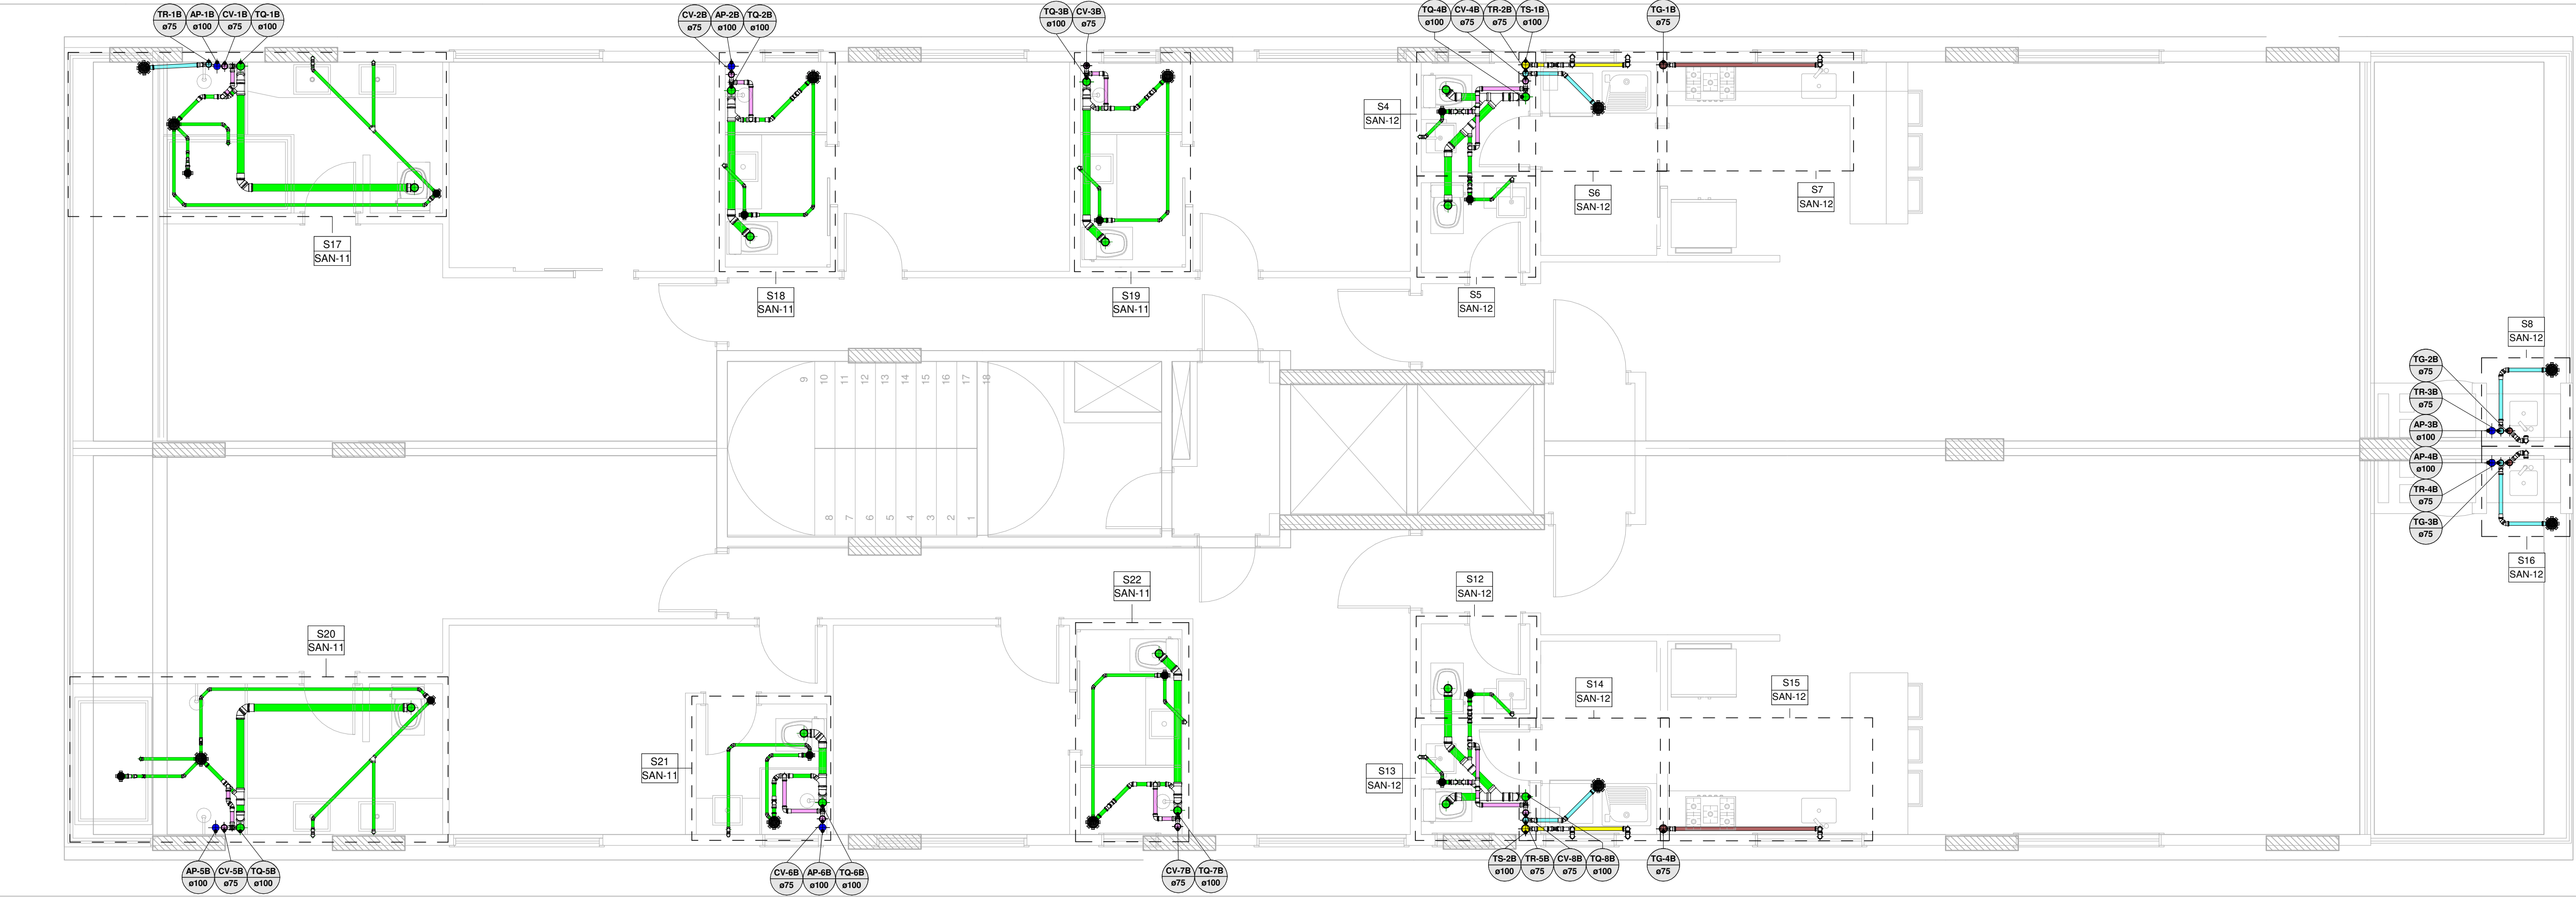 TR-1B AP-1B CV-1B TQ-1B
ø75 ø100 ø75 ø100
CV-2B AP-2B TQ-2B
ø75 ø100 ø100
TQ-3B CV-3B
ø100 ø75
TQ-4B CV-4B TR-2B TS-1B
ø100 ø75 ø75 ø100
TG-1B
ø75
S4
SAN-12
S6
SAN-12
S7
SAN-12
S17
SAN-11
S18
SAN-11
S19
SAN-11
S5
SAN-12
S8
SAN-12
TG-2B
ø75
TR-3B
ø75
AP-3B
ø100
AP-4B
ø100
TR-4B
ø75
TG-3B
ø75
S16
SAN-12
9 10 11 12 13 14 15 16 17 18
8 7 6 5 4 3 2 1
S22
SAN-11
S12
SAN-12
S20
SAN-11
S14
SAN-12
S15
SAN-12
S21
SAN-11
S13
SAN-12
AP-5B CV-5B TQ-5B
ø100 ø75 ø100
CV-6B AP-6B TQ-6B
ø75 ø100 ø100
CV-7B TQ-7B
ø75 ø100
TS-2B TR-5B CV-8B TQ-8B
ø100 ø75 ø75 ø100
TG-4B
ø75